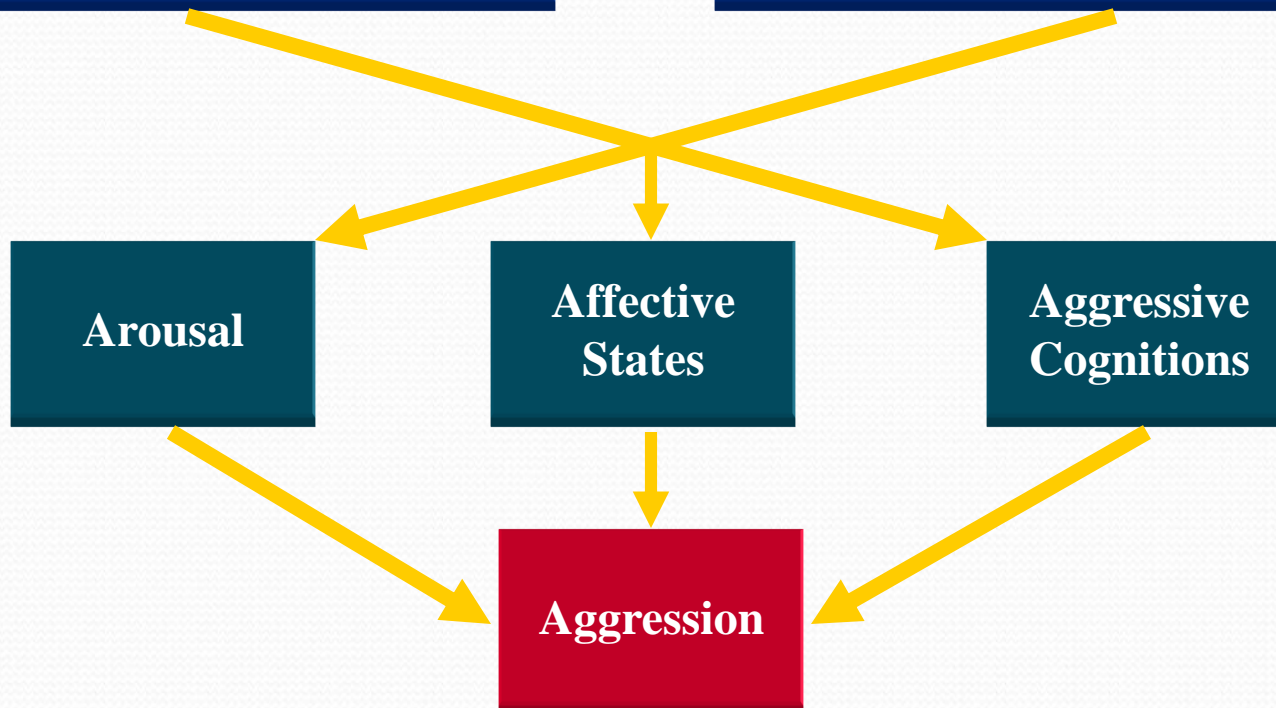 Arousal
Affective
States
Aggressive
Cognitions
Aggression